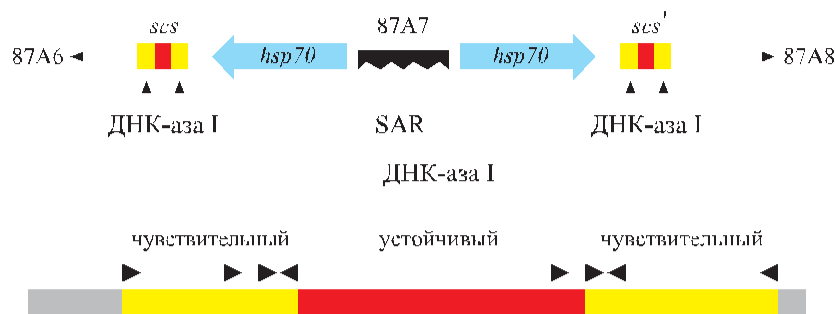 87A7
scs scs'
87A6 hsp70 hsp70 87A8
ДНК-аза I SAR ДНК-аза I
ДНК-аза I
чувствительный устойчивый чувствительный